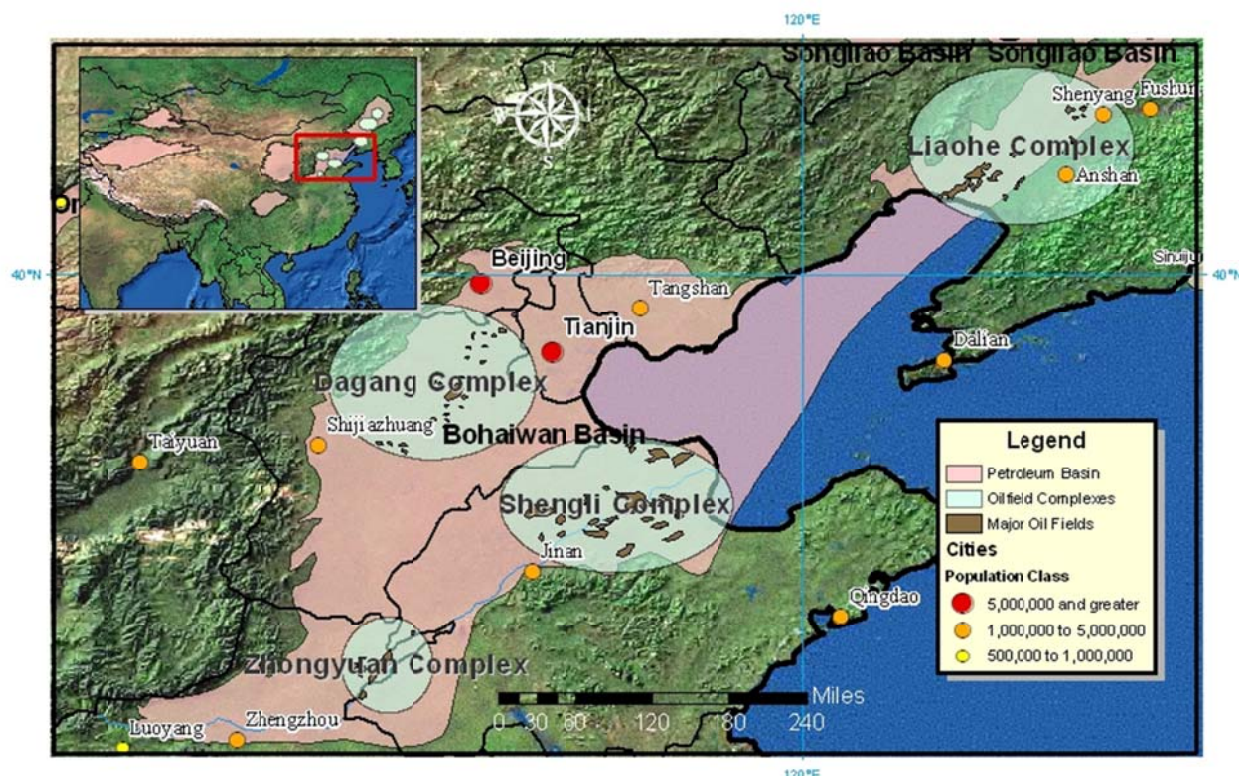 120°E
Songliao Basin Songliao Basin
N
S
Shenyang Fushun
Liaohe Complex
Anshan
40°N
40°N
Beijing
Sinuiju
Tangshan
Tianjin
Dalian
Dagang Complex
Shijiazhuang
Bohaiwan Basin
Taiyuan
Legend
Petroleum Basin
Oilfield Complexes
Major Oil Fields
Shengli Complex
Jinan
Cities
Population Class
5,000,000 and greater
1,000,000 to 5,000,000
500,000 to 1,000,000
Qingdao
Zhongyuan Complex
Miles
0 30 60 120 180 240
Luoyang
Zhengzhou
120°E